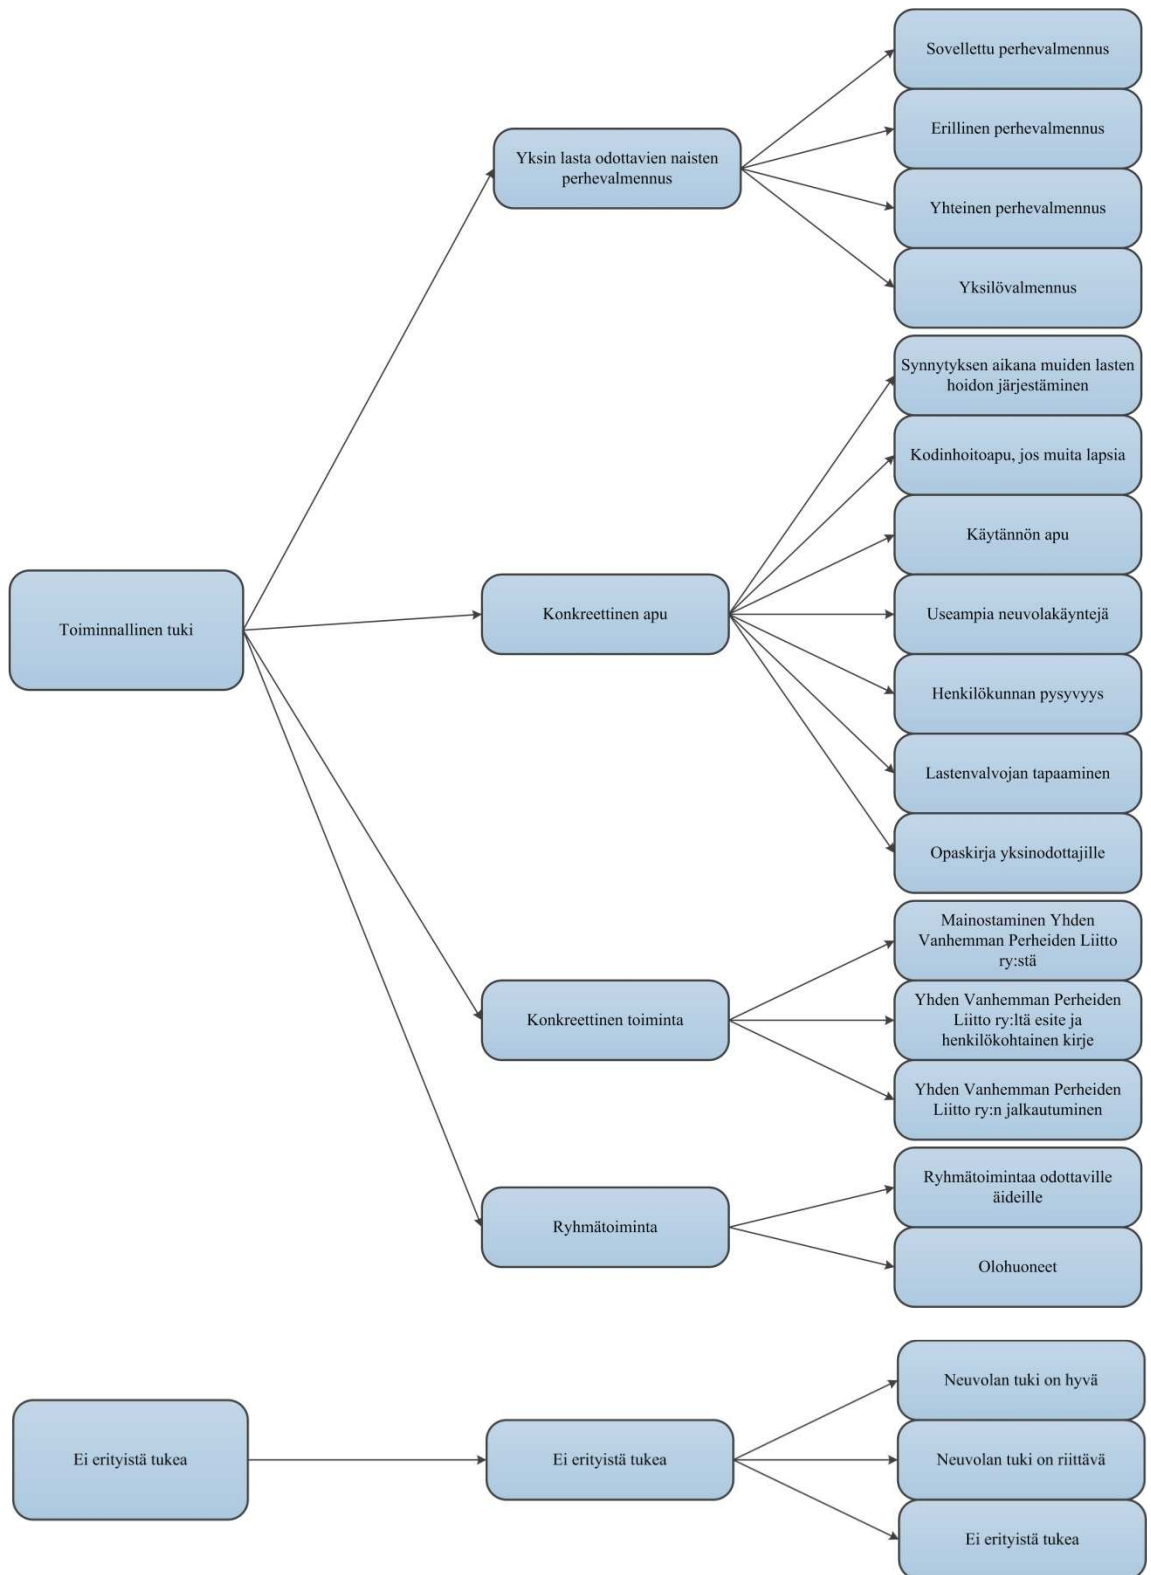 Sovellettu perhevalmennus
Erillinen perhevalmennus
Yksin lasta odottavien naisten
perhevalmennus
Yhteinen perhevalmennus
Yksilövalmennus
Synnytyksen aikana muiden lasten
hoidon järjestäminen
Kodinhoitoapu, jos muita lapsia
Käytännön apu
Toiminnallinen tuki
Konkreettinen apu
Useampia neuvolakäyntejä
Henkilökunnan pysyvyys
Lastenvalvojan tapaaminen
Opaskirja yksinodottajille
Mainostaminen Yhden
Vanhemman Perheiden Liitto
ry:stä
Konkreettinen toiminta
Yhden Vanhemman Perheiden
Liitto ry:ltä esite ja
henkilökohtainen kirje
Yhden Vanhemman Perheiden
Liitto ry:n jalkautuminen
Ryhmätoiminta
Ryhmätoimintaa odottaville
äideille
Olohuoneet
Neuvolan tuki on hyvä
Ei erityistä tukea
Ei erityistä tukea
Neuvolan tuki on riittävä
Ei erityistä tukea